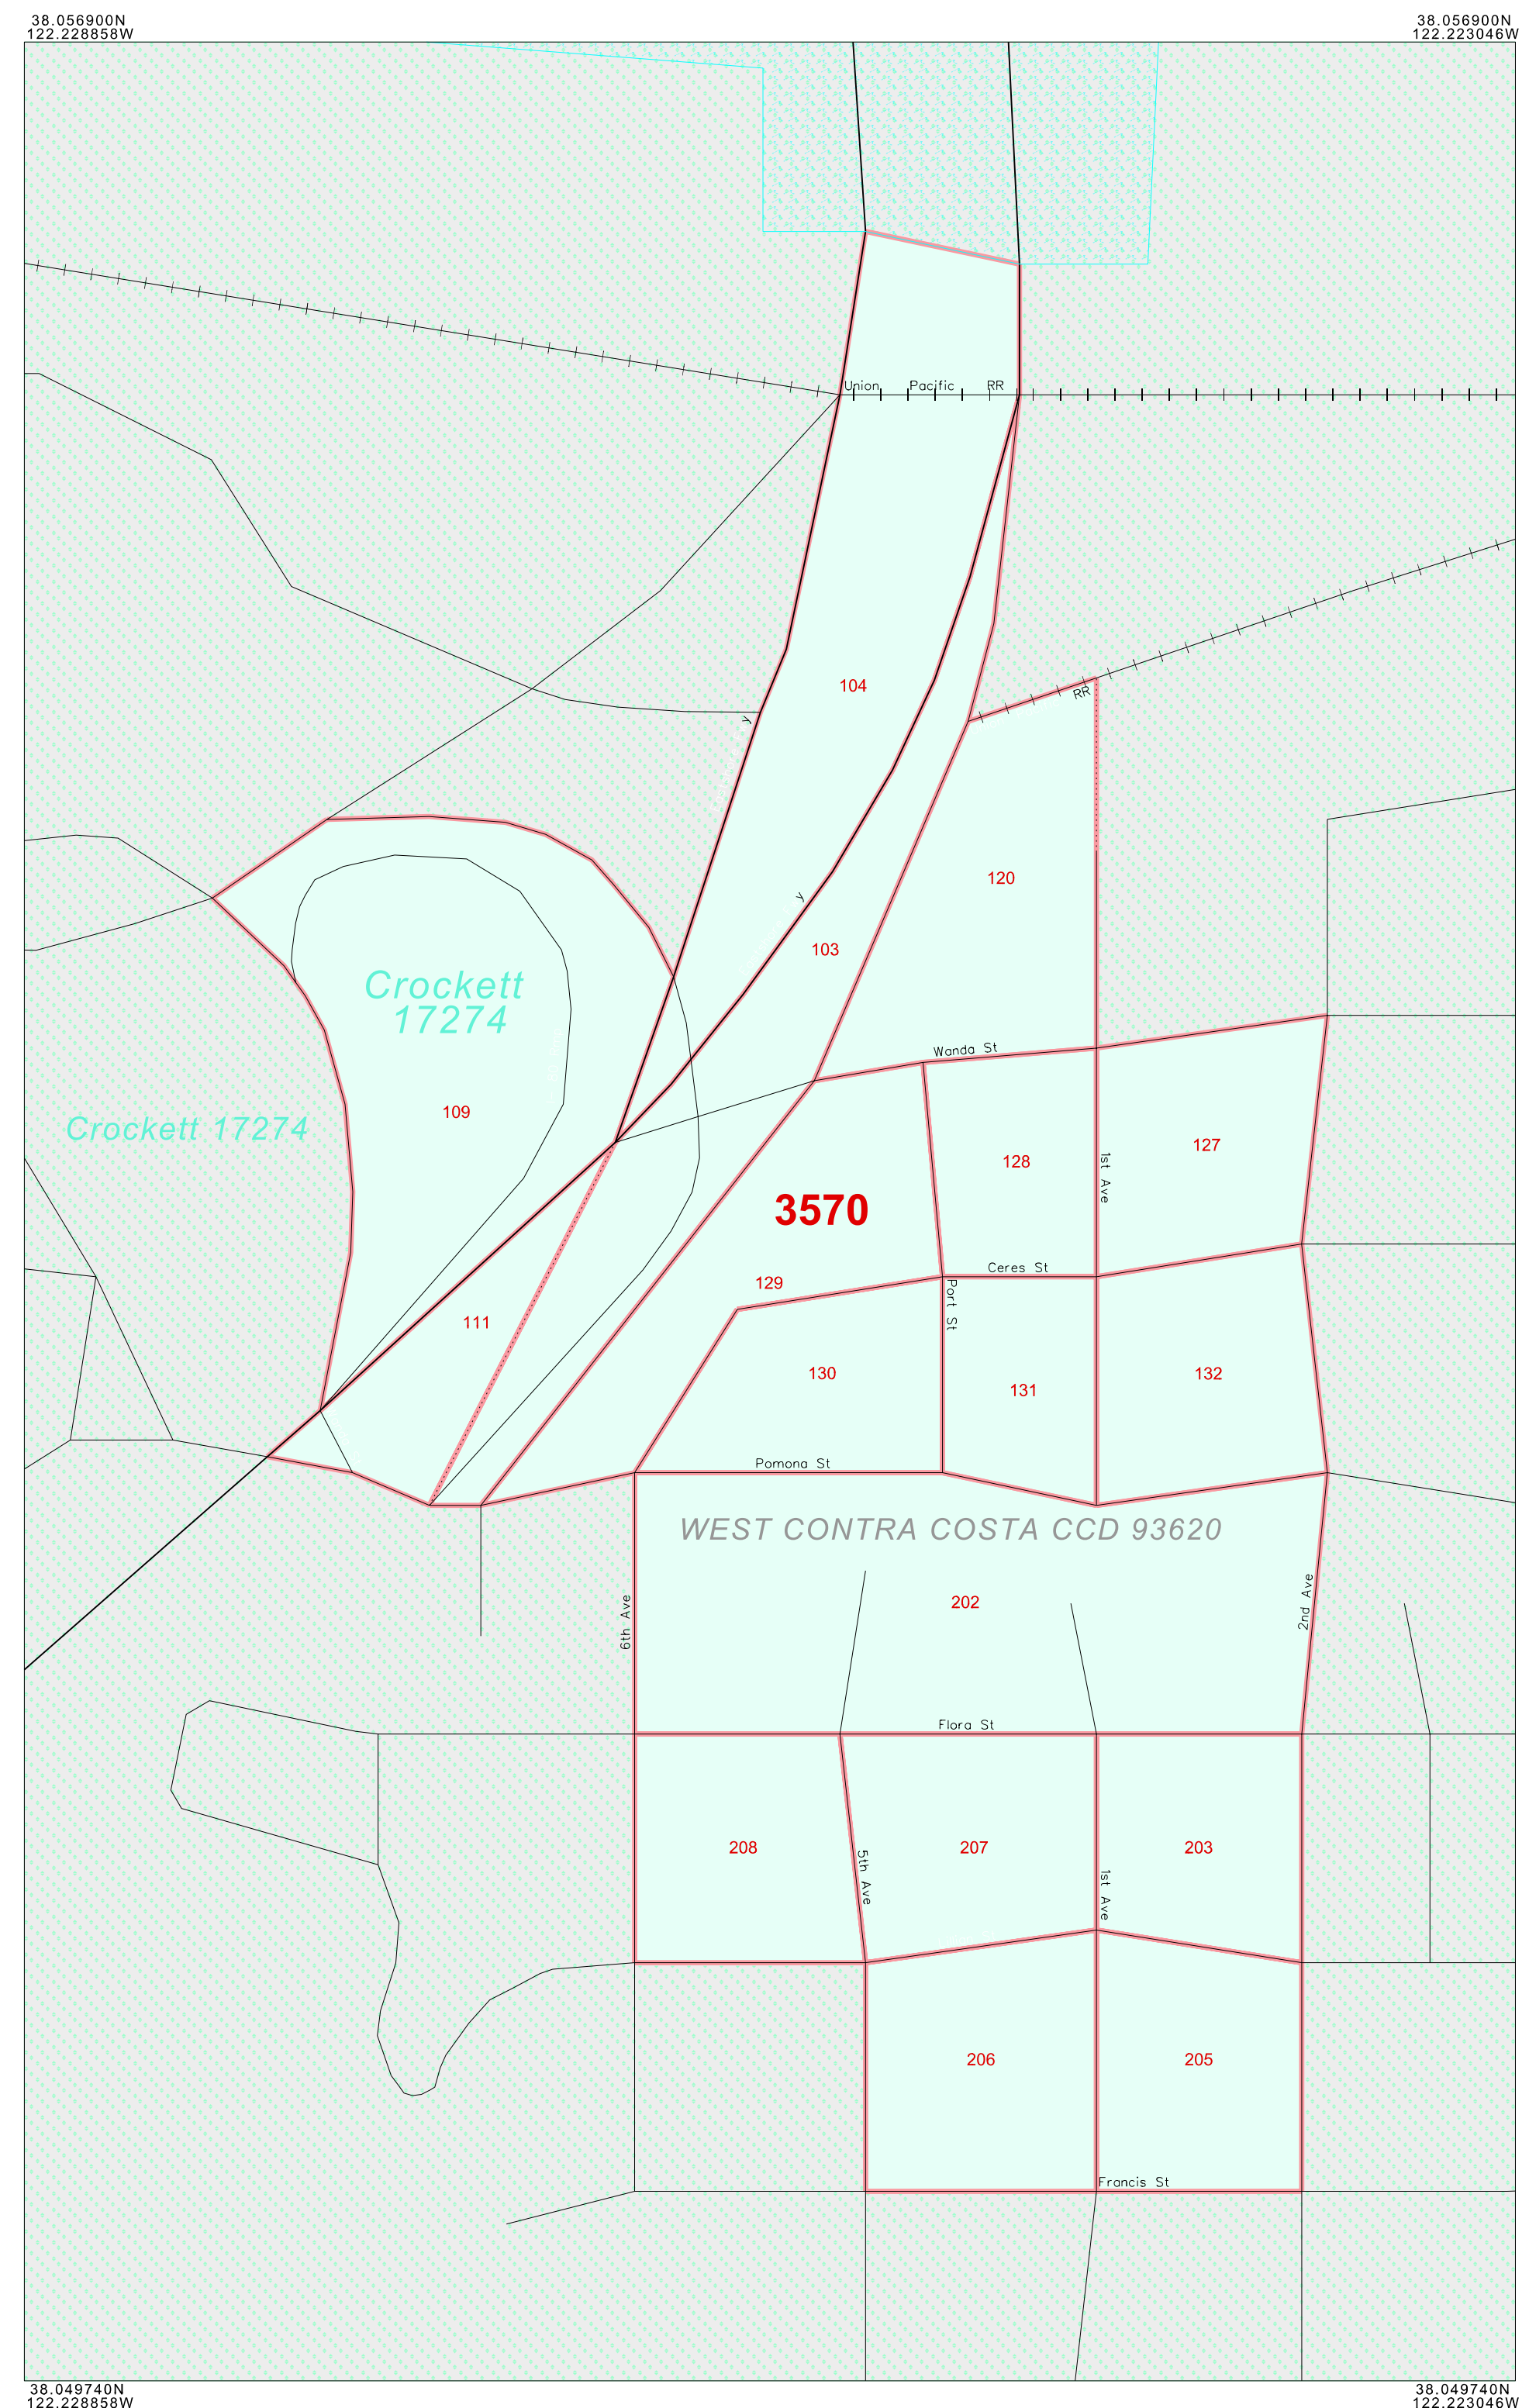 38.056900N
122.228858W
38.056900N
122.223046W
Union Pacific RR
104
RR
y
120
y
103
Crockett
17274
Wanda St
109
Crockett 17274
128
127
1st Ave
3570
Ceres St
129
Port St
111
130
131
132
Pomona St
WEST CONTRA COSTA CCD 93620
202
6th Ave
2nd Ave
Flora St
208
207
203
5th Ave
1st Ave
206
205
Francis St
38.049740N
122.228858W
38.049740N
122.223046W